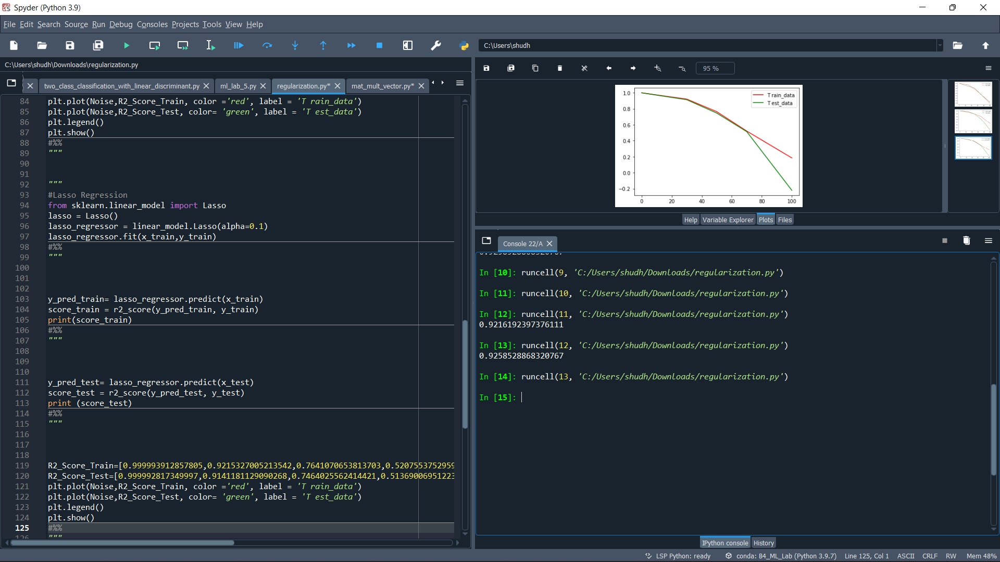 Spyder (Python 3.9)
File Edit Search Source Run Debug Consoles Projects Tools View Help
C:\Users\shudh
C:\Users\shudh\Downloads\regularization.py
two_class_classification_with_linear_discriminant.py ml_lab_5.py regularization.py* mat_mult_vector.py*
84 plt.plot(Noise,R2_Score_Train, color ='red', label = 'T rain_data')
85 plt.plot(Noise,R2_Score_Test, color= 'green', label = 'T est_data')
86 plt.legend()
87 plt.show()
88 #%%
89 """
90
91
92 """
93 #Lasso Regression
94 from sklearn.linear_model import Lasso
95 lasso = Lasso()
96 lasso_regressor = linear_model.Lasso(alpha=0.1)
97 lasso_regressor.fit(x_train,y_train)
98 #%%
99 """
100
101
102
103 y_pred_train= lasso_regressor.predict(x_train)
104 score_train = r2_score(y_pred_train, y_train)
105 print(score_train)
106 #%%
107 """
108
109
110
111 y_pred_test= lasso_regressor.predict(x_test)
112 score_test = r2_score(y_pred_test, y_test)
113 print (score_test)
114 #%%
115 """
116
117
118
119 R2_Score_Train=[0.999993912857805,0.9215327005213542,0.7641070653813703,0.5207553752959
120 R2_Score_Test=[0.999992817349997,0.9141181129090268,0.7464025562414421,0.51369006951223
121 plt.plot(Noise,R2_Score_Train, color ='red', label = 'T rain_data')
122 plt.plot(Noise,R2_Score_Test, color= 'green', label = 'T est_data')
123 plt.legend()
124 plt.show()
125 #%%
126 """
95 %
T rain_data
T est_data
1.0
0.8
0.6
0.4
0.2
0.0
−0.2
0 20 40 60 80 100
Help Variable Explorer Plots Files
Console 22/A
In [10]: runcell(9, 'C:/Users/shudh/Downloads/regularization.py')
In [11]: runcell(10, 'C:/Users/shudh/Downloads/regularization.py')
In [12]: runcell(11, 'C:/Users/shudh/Downloads/regularization.py')
0.9216192397376111
In [13]: runcell(12, 'C:/Users/shudh/Downloads/regularization.py')
0.9258528868320767
In [14]: runcell(13, 'C:/Users/shudh/Downloads/regularization.py')
In [15]:
IPython console History
LSP Python: ready conda: B4_ML_Lab (Python 3.9.7) Line 125, Col 1 ASCII CRLF RW Mem 48%